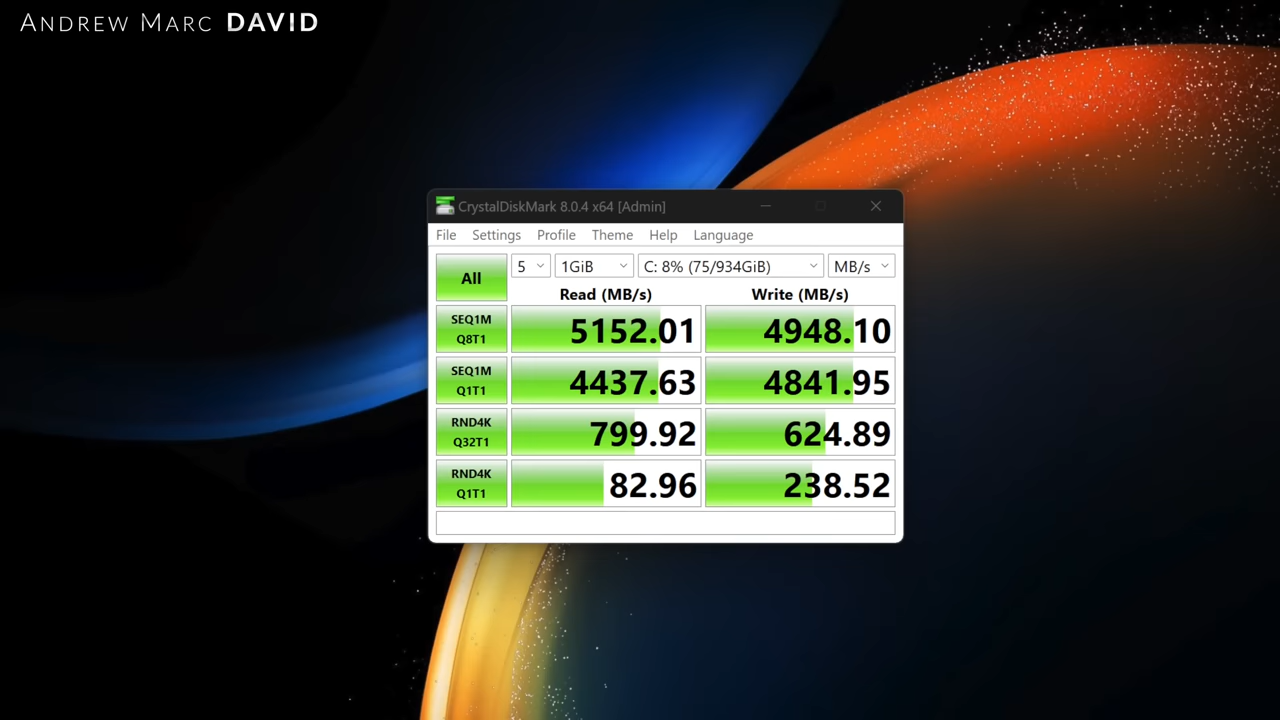 ANDREW MARC DAVID
CrystalDiskMark 8.0.4 x64 [Admin]
File Settings Profile Theme Help Language
All 5 1GiB C: 8% (75/934GiB) MB/s
Read (MB/s) Write (MB/s)
SEQ1M
Q8T1 5152.01 4948.10
SEQ1M
Q1T1 4437.63 4841.95
RND4K
Q32T1 799.92 624.89
RND4K
Q1T1 82.96 238.52